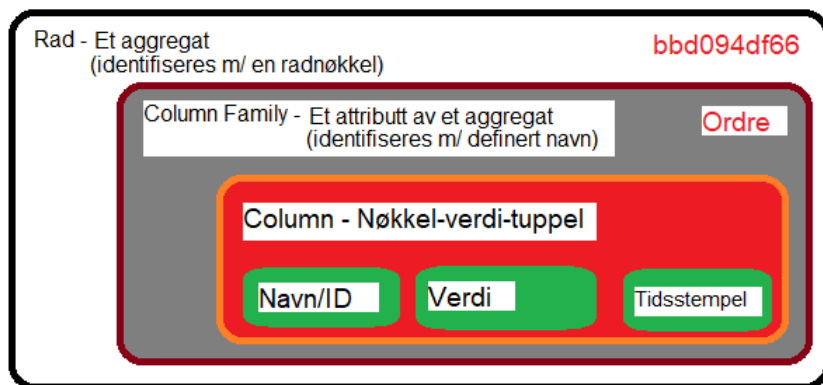 Rad - Et aggregat
(identifiseres m/ en radnøkkel)
bbd094df66
Column Family - Et attributt av et aggregat
(identifiseres m/ definert navn)
Ordre
Column - Nøkkel-verdi-tuppel
Navn/ID
Verdi
Tidsstempel